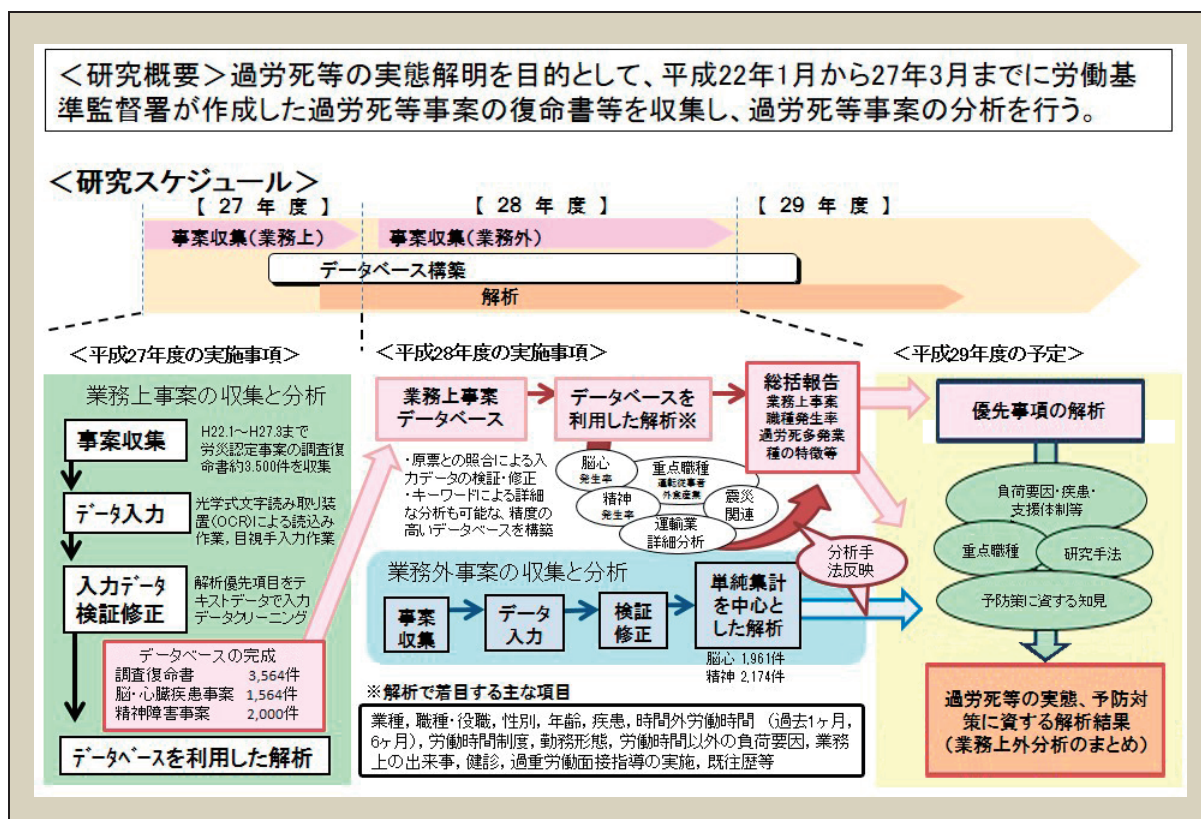 ＜研究概要＞過労死等の実態解明を目的として、平成22年1月から27年3月までに労働基
準監督署が作成した過労死等事案の復命書等を収集し、過労死等事案の分析を行う。
＜研究スケジュール＞
【 27 年 度 】
【 28 年 度 】
【 29 年 度 】
事案収集(業務上)
事案収集(業務外)
データベース構築
解析
＜平成27年度の実施事項＞
業務上事案の収集と分析
事案収集
H22.1～H27.3まで
労災認定事案の調査復
命書約3.500件を収集
データ入力
光学式文字読み取り装
置(OCR)による読込み
作業,目視手入力作業
入力データ
検証修正
解析優先項目をテ
キストデータで入力
データクリーニング
データベースの完成
調査復命書 3,564件
脳・心臓疾患事案 1,564件
精神障害事案 2,000件
データベースを利用した解析
＜平成28年度の実施事項＞
業務上事案
データベース
データベースを
利用した解析※
総括報告
業務上事案
職種発生率
過労死多発業
種の特徴等
・原票との照合による入
力データの検証・修正
・キーワードによる詳細
な分析も可能な、精度の
高いデータベースを構築
脳心
発生率
重点職種
運転従事者
外食産業
精神
発生率
震災
関連
運輸業
詳細分析
分析手
法反映
業務外事案の収集と分析
事案
収集
データ
入力
検証
修正
単純集計
を中心と
した解析
脳心 1,961件
精神 2,174件
※解析で着目する主な項目
業種, 職種・役職, 性別, 年齢, 疾患, 時間外労働時間 (過去1ヶ月,
6ヶ月), 労働時間制度, 勤務形態, 労働時間以外の負荷要因, 業務
上の出来事, 健診, 過重労働面接指導の実施, 既往歴等
＜平成29年度の予定＞
優先事項の解析
負荷要因・疾患・
支援体制等
重点職種
研究手法
予防策に資する知見
過労死等の実態、予防対
策に資する解析結果
(業務上外分析のまとめ)